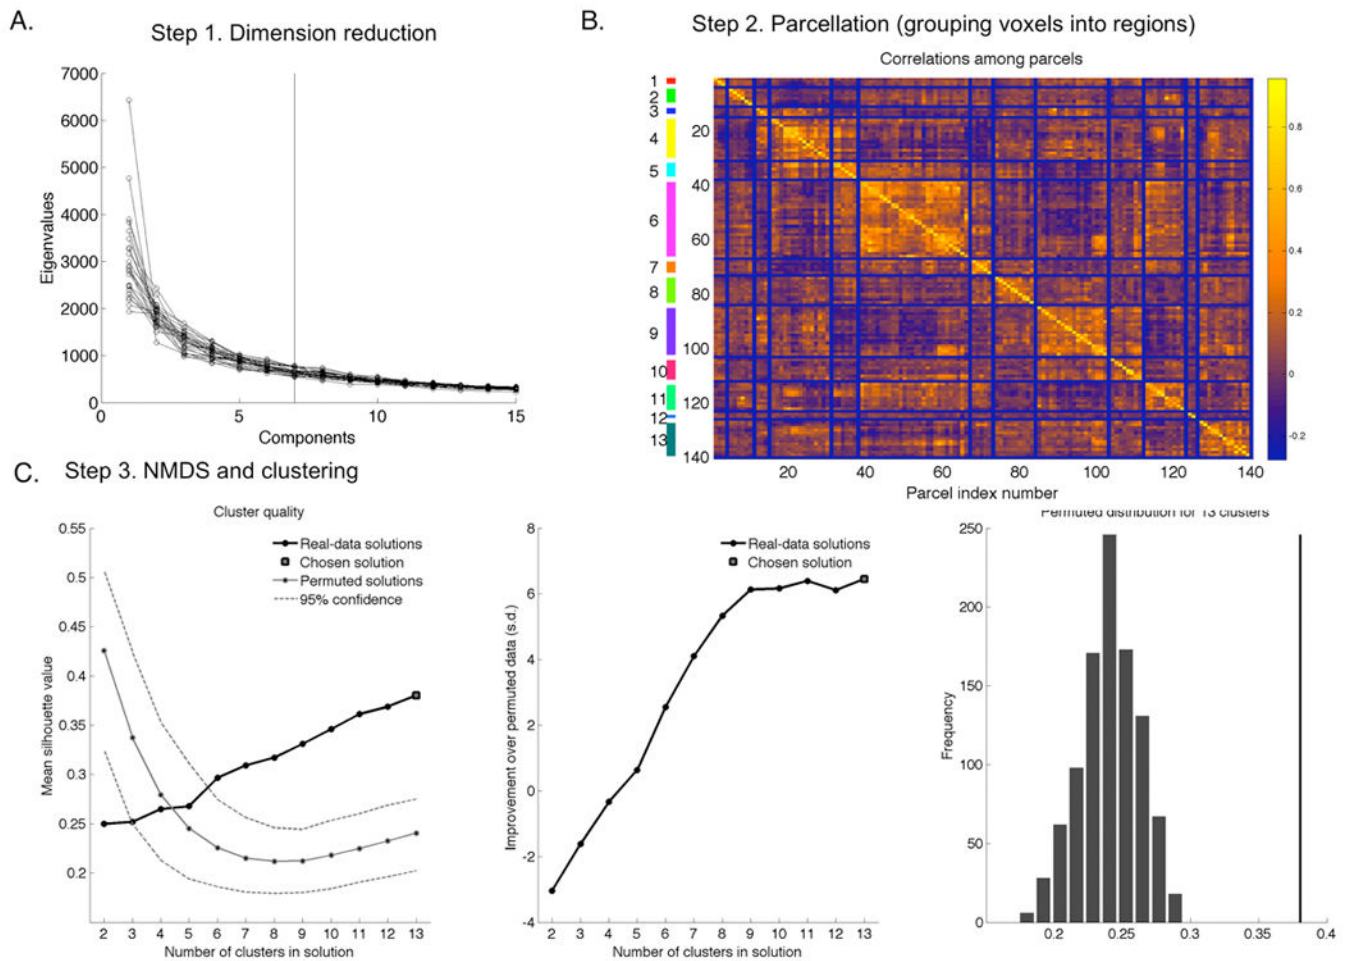 A.
Step 1. Dimension reduction
7000
6000
5000
4000
3000
2000
1000
0
Eigenvalues
0
5
10
15
Components
B.
Step 2. Parcellation (grouping voxels into regions)
Correlations among parcels
1
2
3
4
5
6
7
8
9
10
11
12
13
20
40
60
80
100
120
140
20
40
60
80
100
120
140
Parcel index number
0.8
0.6
0.4
0.2
0
-0.2
C.
Step 3. NMDS and clustering
Cluster quality
0.55
0.5
0.45
0.4
0.35
0.3
0.25
0.2
Mean silhouette value
Real-data solutions
Chosen solution
Permuted solutions
95% confidence
2 3 4 5 6 7 8 9 10 11 12 13
Number of clusters in solution
8
6
4
2
0
-2
-4
Improvement over permuted data (s.d.)
Real-data solutions
Chosen solution
2 3 4 5 6 7 8 9 10 11 12 13
Number of clusters in solution
Permuted distribution for 13 clusters
250
200
150
100
50
0
Frequency
0.2
0.25
0.3
0.35
0.4